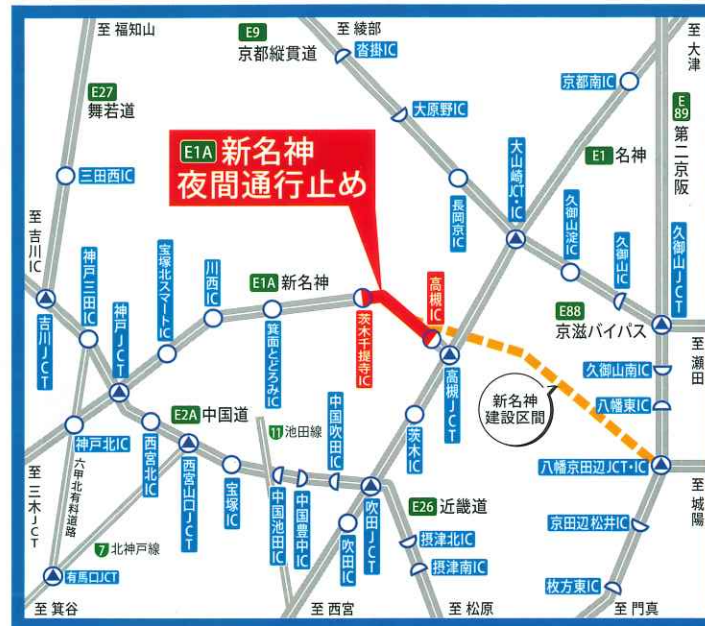 至 福知山
E9
京都縦貫道
至 綾部
沓掛IC
至 大津
京都南IC
E27
舞若道
大原野IC
E89
第二京阪
E1A 新名神
夜間通行止め
大山崎JCT・IC
E1 名神
三田西IC
長岡京IC
久御山淀IC
久御山IC
久御山JCT
至 吉川IC
神戸三田IC
宝塚北スマートIC
川西IC
E1A 新名神
高槻IC
E88
京滋バイパス
吉川JCT
神戸JCT
箕面とどろみIC
茨木千提寺IC
高槻JCT
至 瀬田
久御山南IC
新名神
建設区間
八幡東IC
E2A 中国道
中国吹田IC
茨木IC
11 池田線
神戸北IC
西宮北IC
八幡京田辺JCT・IC
至 三木JCT
六甲北有料道路
西宮山口JCT
宝塚IC
中国池田IC
中国豊中IC
吹田JCT
E26 近畿道
至 城陽
吹田IC
京田辺松井IC
摂津北IC
7 北神戸線
摂津南IC
有馬口JCT
枚方東IC
至 箕谷
至 西宮
至 松原
至 門真